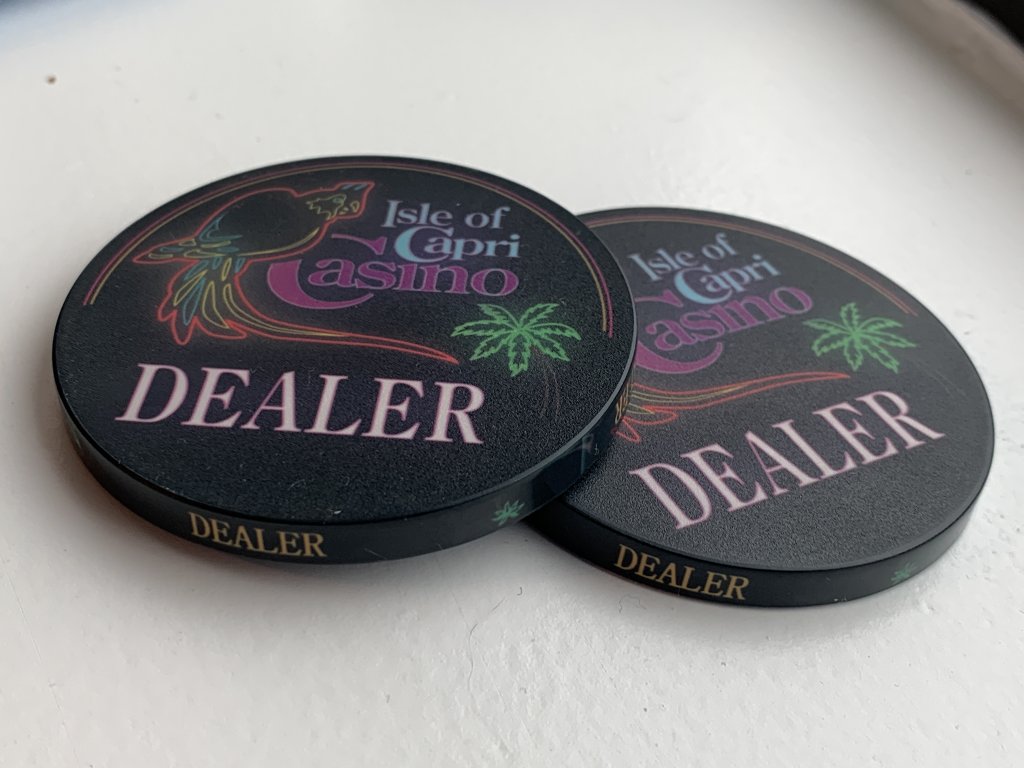 Isle of
Capri
Casino
DEALER
DEALER
Isle of
Capri
Casino
DEALER
DEALER